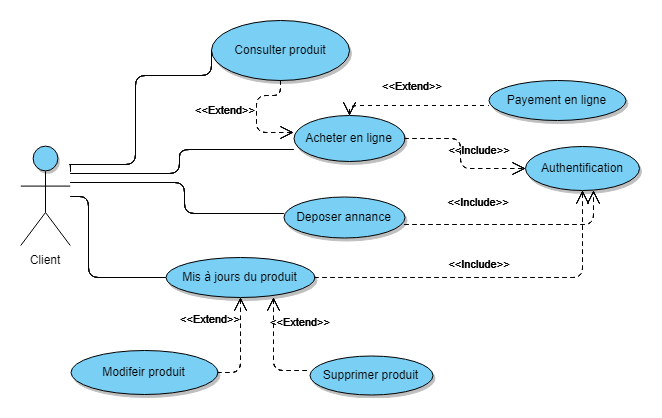 Consulter produit
<<Extend>>
Payement en ligne
<<Extend>>
Acheter en ligne
<<Include>>
Authentification
<<Include>>
Deposer annance
Client
<<Include>>
Mis à jours du produit
<<Extend>>
<<Extend>>
Modifeir produit
Supprimer produit